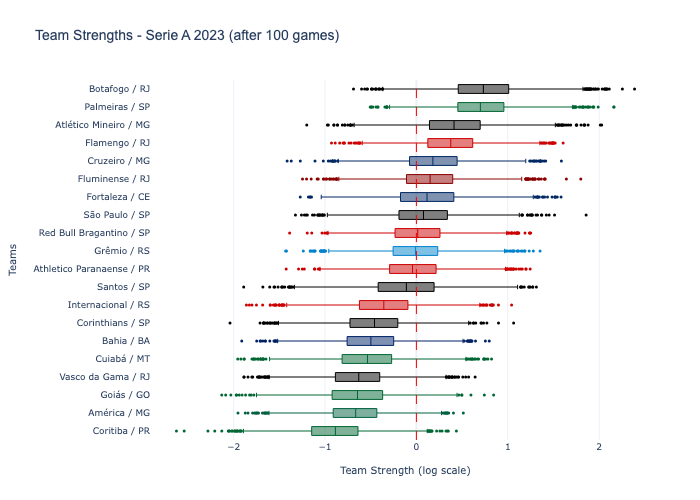 Team Strengths - Serie A 2023 (after 100 games)
Botafogo / RJ
Palmeiras / SP
Atlético Mineiro / MG
Flamengo / RJ
Cruzeiro / MG
Fluminense / RJ
Fortaleza / CE
São Paulo / SP
Red Bull Bragantino / SP
Grêmio / RS
Athletico Paranaense / PR
Santos / SP
Internacional / RS
Corinthians / SP
Bahia / BA
Cuiabá / MT
Vasco da Gama / RJ
Goiás / GO
América / MG
Coritiba / PR
Teams
−2 −1 0 1 2
Team Strength (log scale)